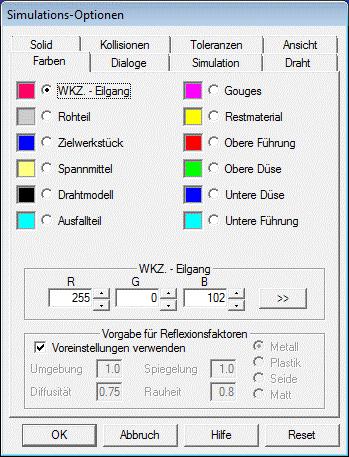 Simulations-Optionen
Solid Kollisionen Toleranzen Ansicht
Farben Dialoge Simulation Draht
WKZ. - Eilgang Gouges
Rohteil Restmaterial
Zielwerkstück Obere Führung
Spannmittel Obere Düse
Drahtmodell Untere Düse
Ausfallteil Untere Führung
WKZ. - Eilgang
R G B
255 0 102 >>
Vorgabe für Reflexionsfaktoren
Voreinstellungen verwenden Metall
Umgebung 1.0 Spiegelung 1.0 Plastik
Seide
Diffusität 0.75 Rauheit 0.8 Matt
OK Abbruch Hilfe Reset